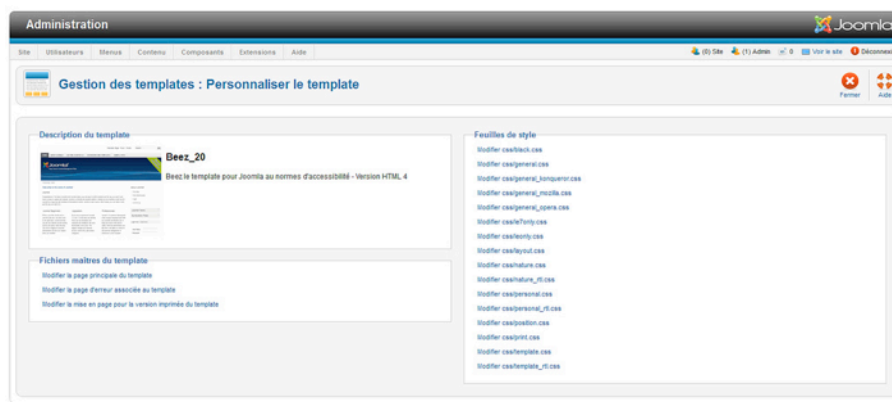 Administration
Joomla
Site Utilisateurs Menus Contenu Composants Extensions Aide
(0) Site (1) Admin 0 Voir le site Déconnexi
Gestion des templates : Personnaliser le template
Fermer Aide
Description du template
Beez_20
Beez le template pour Joomla au normes d'accessibilité - Version HTML 4
Fichiers maîtres du template
Modifier la page principale du template
Modifier la page d'erreur associée au template
Modifier la mise en page pour la version imprimée du template
Feuilles de style
Modifier css/black.css
Modifier css/general.css
Modifier css/general_konqueror.css
Modifier css/general_mozilla.css
Modifier css/general_opera.css
Modifier css/ie7only.css
Modifier css/ieonly.css
Modifier css/layout.css
Modifier css/nature.css
Modifier css/nature_rtl.css
Modifier css/personal.css
Modifier css/personal_rtl.css
Modifier css/position.css
Modifier css/print.css
Modifier css/template.css
Modifier css/template_rtl.css